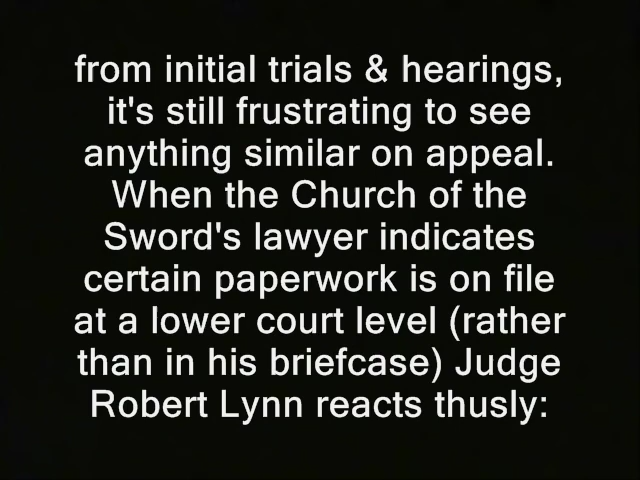 from initial trials & hearings,
it's still frustrating to see
anything similar on appeal.
When the Church of the
Sword's lawyer indicates
certain paperwork is on file
at a lower court level (rather
than in his briefcase) Judge
Robert Lynn reacts thusly: